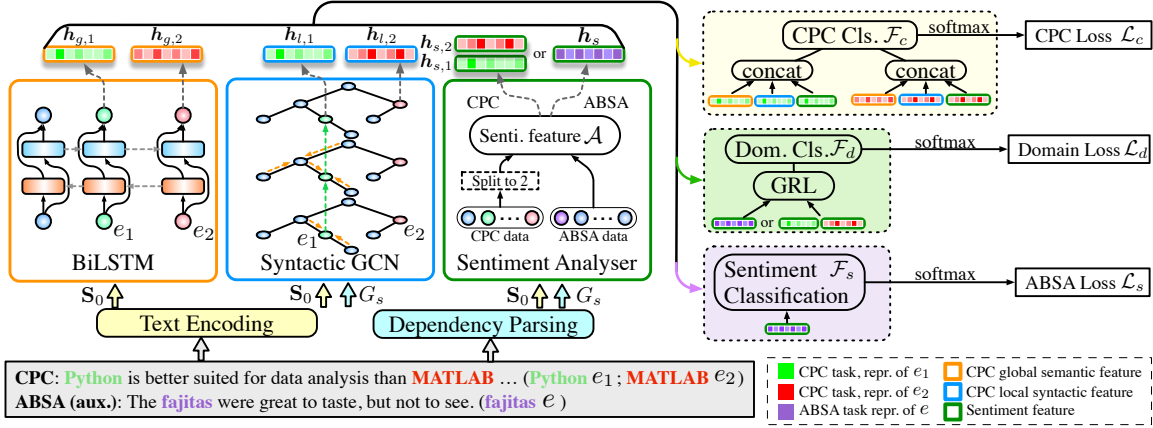 h_{g,1} h_{g,2} h_{l,1} h_{l,2} h_{s,2} h_{s,1} or h_s
CPC Cls. F_c softmax CPC Loss L_c
concat concat
CPC ABSA
Senti. feature A
Split to 2
CPC data ABSA data
e_1 e_2 e_1 e_2
BiLSTM Syntactic GCN Sentiment Analyser
Dom. Cls. F_d softmax Domain Loss L_d
GRL
or
Sentiment F_s softmax ABSA Loss L_s
Classification
S_0 S_0 G_s S_0 G_s
Text Encoding Dependency Parsing
CPC: Python is better suited for data analysis than MATLAB ... (Python e_1; MATLAB e_2)
ABSA (aux.): The fajitas were great to taste, but not to see. (fajitas e)
CPC task, repr. of e_1 CPC global semantic feature
CPC task, repr. of e_2 CPC local syntactic feature
ABSA task repr. of e Sentiment feature